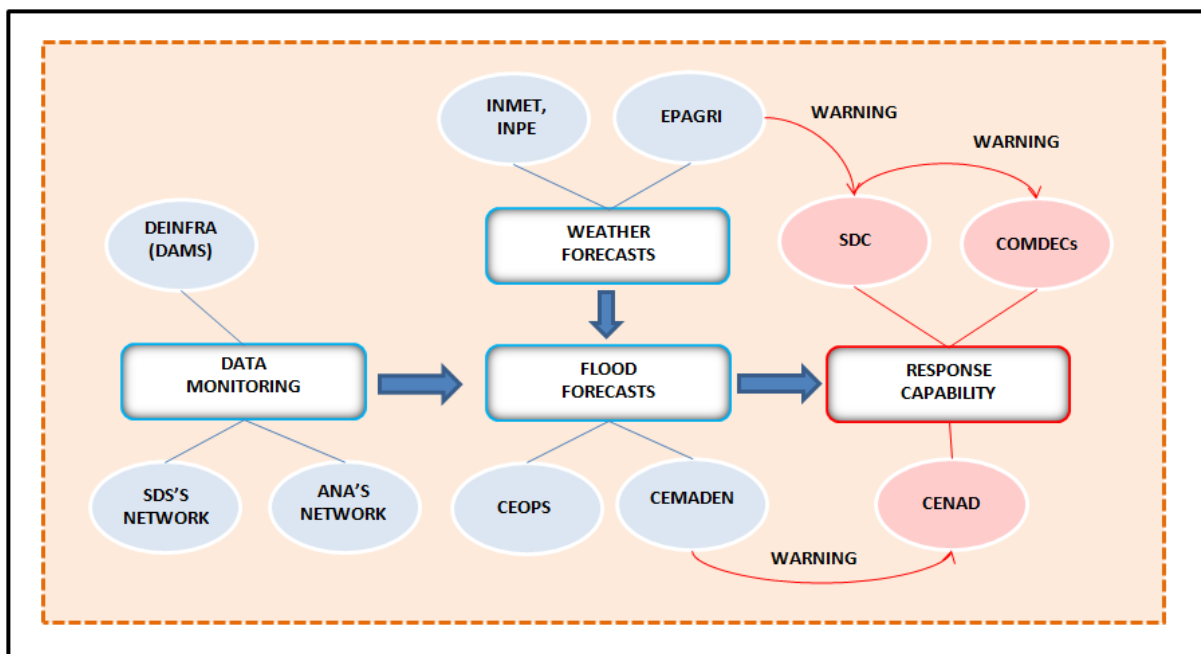 INMET,
INPE
EPAGRI
WARNING
WARNING
DEINFRA
(DAMS)
WEATHER
FORECASTS
SDC
COMDECs
DATA
MONITORING
FLOOD
FORECASTS
RESPONSE
CAPABILITY
SDS'S
NETWORK
ANA'S
NETWORK
CEOPS
CEMADEN
CENAD
WARNING